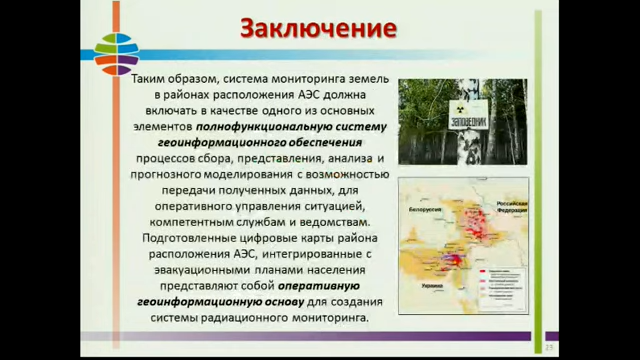 Заключение
Таким образом, система мониторинга земель
в районах расположения АЭС должна
включать в качестве одного из основных
элементов полнофункциональную систему
геоинформационного обеспечения
процессов сбора, представления, анализа и
прогнозного моделирования с возможностью
передачи полученных данных, для
оперативного управления ситуацией,
компетентным службам и ведомствам.
Подготовленные цифровые карты района
расположения АЭС, интегрированные с
эвакуационными планами населения
представляют собой оперативную
геоинформационную основу для создания
системы радиационного мониторинга.
ЗАПОВЕДНИК
Белоруссия
Российская
Федерация
Украина
23